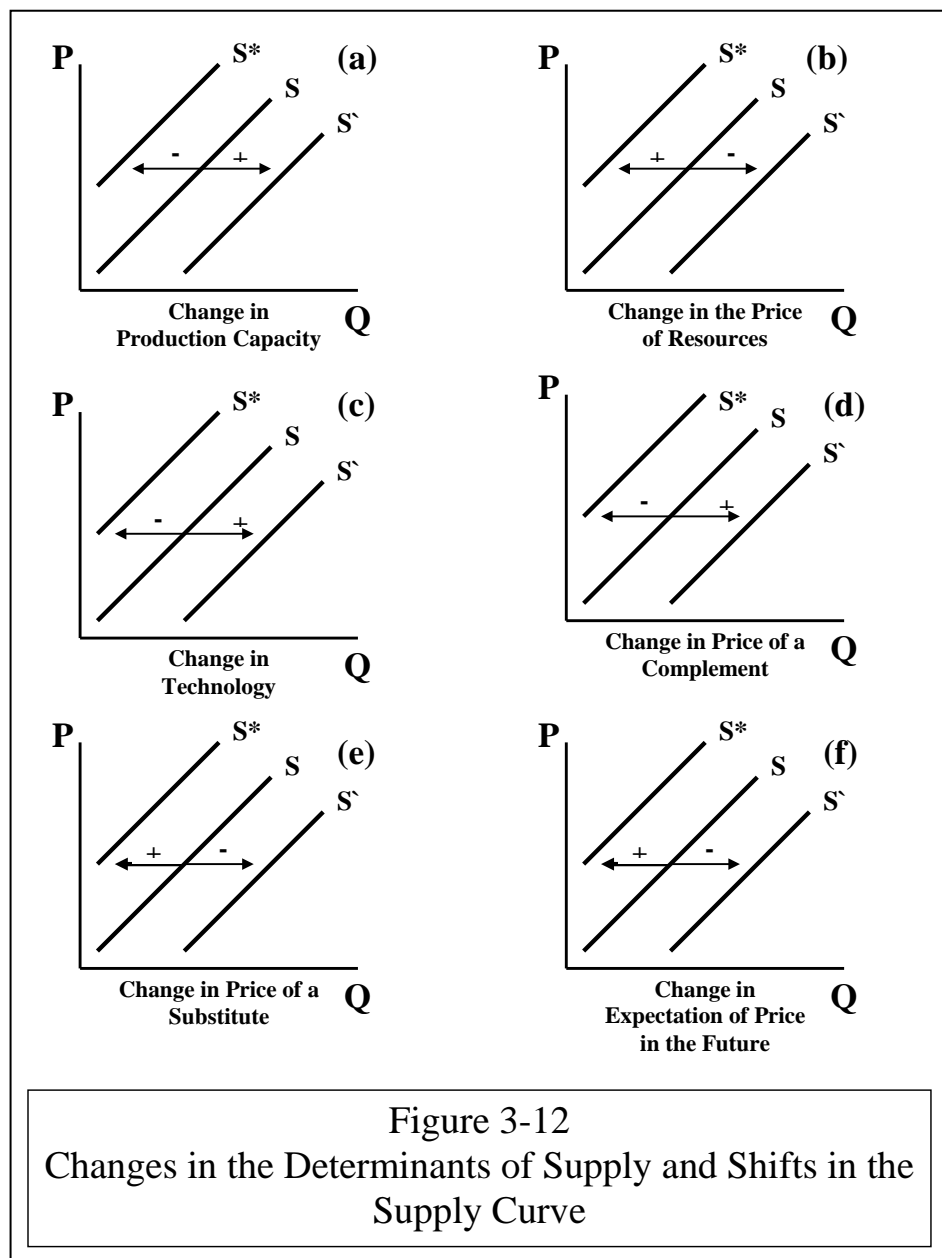 P
S*
(a)
S
S`
-
+
Change in
Production Capacity
Q
P
S*
(b)
S
S`
+
-
Change in the Price
of Resources
Q
P
S*
(c)
S
S`
-
+
Change in
Technology
Q
P
S*
(d)
S
S`
-
+
Change in Price of a
Complement
Q
P
S*
(e)
S
S`
+
-
Change in Price of a
Substitute
Q
P
S*
(f)
S
S`
+
-
Change in
Expectation of Price
in the Future
Q
Figure 3-12
Changes in the Determinants of Supply and Shifts in the
Supply Curve